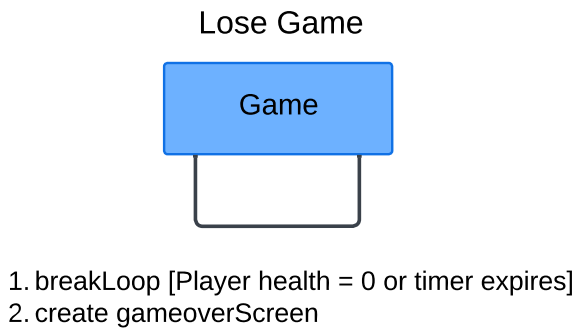 Lose Game
Game
1. breakLoop [Player health = 0 or timer expires]
2. create gameoverScreen